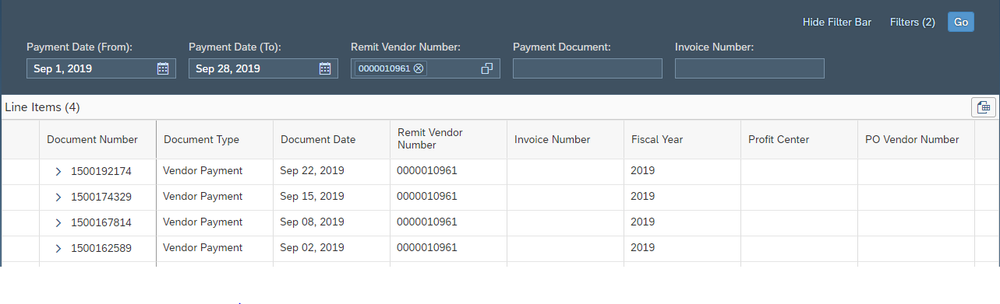 Hide Filter Bar Filters (2) Go
Payment Date (From): Payment Date (To): Remit Vendor Number: Payment Document: Invoice Number:
Sep 1, 2019 Sep 28, 2019 0000010961
Line Items (4)
Document Number Document Type Document Date Remit Vendor Number Invoice Number Fiscal Year Profit Center PO Vendor Number
1500192174 Vendor Payment Sep 22, 2019 0000010961 2019
1500174329 Vendor Payment Sep 15, 2019 0000010961 2019
1500167814 Vendor Payment Sep 08, 2019 0000010961 2019
1500162589 Vendor Payment Sep 02, 2019 0000010961 2019